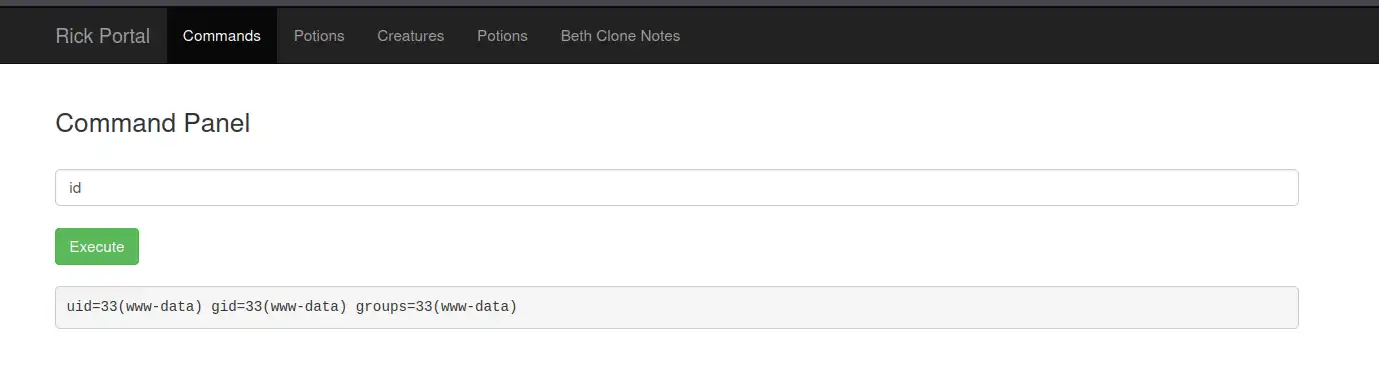 Rick Portal Commands Potions Creatures Potions Beth Clone Notes
Command Panel
id
Execute
uid=33(www-data) gid=33(www-data) groups=33(www-data)